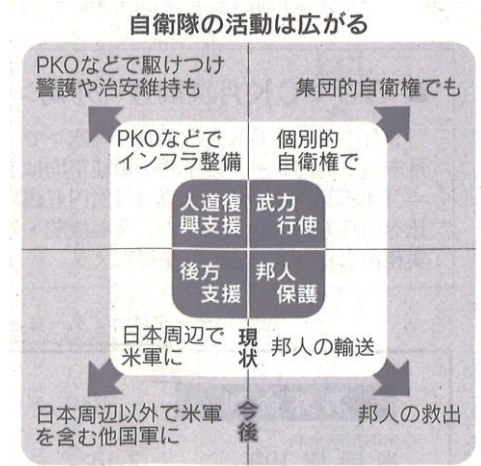 自衛隊の活動は広がる
PKOなどで駆けつけ
警護や治安維持も
集団的自衛権でも
PKOなどで
インフラ整備
個別的
自衛権で
人道復
興支援
武力
行使
後方
支援
邦人
保護
日本周辺で
米軍に
現状
邦人の輸送
日本周辺以外で米軍
を含む他国軍に
今後
邦人の救出